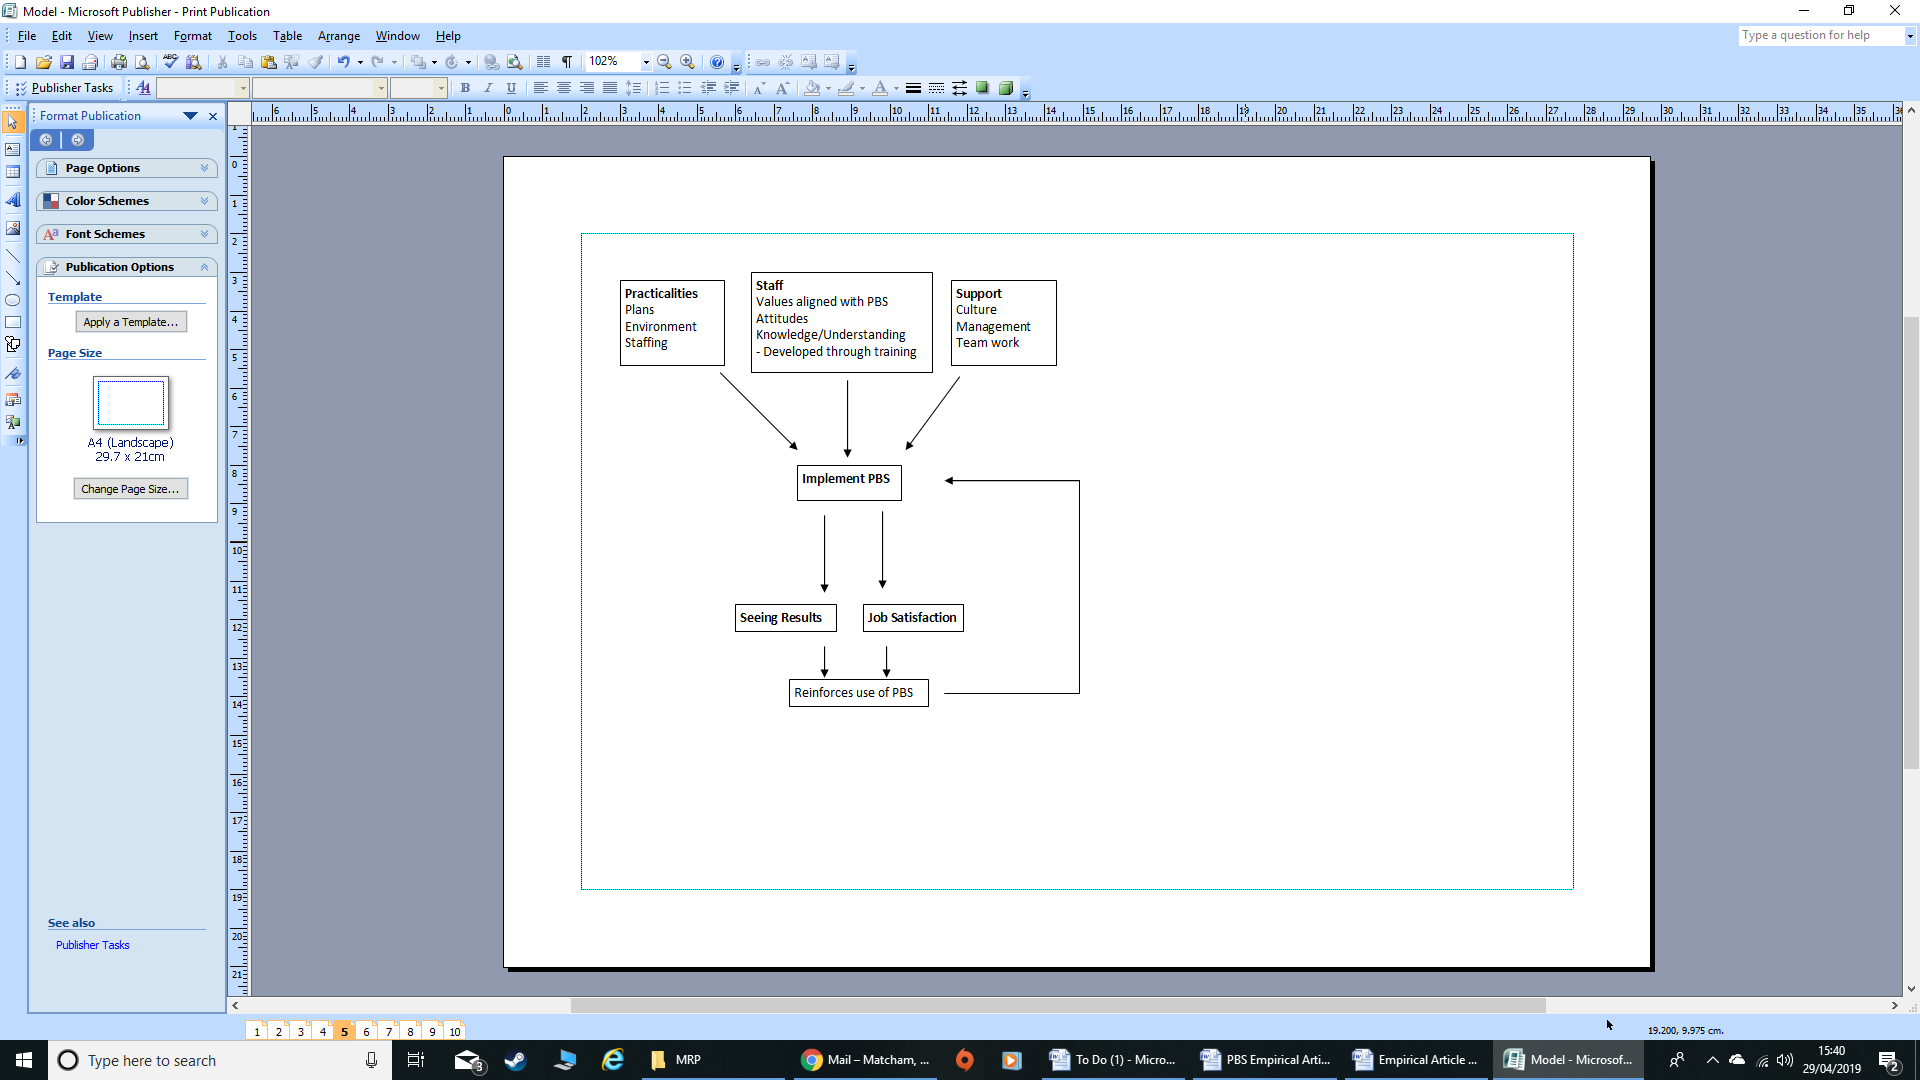 Model - Microsoft Publisher - Print Publication
File Edit View Insert Format Tools Table Arrange Window Help
Type a question for help
102%
Publisher Tasks
Format Publication
Page Options
Color Schemes
Font Schemes
Publication Options
Template
Apply a Template...
Page Size
A4 (Landscape)
29.7 x 21cm
Change Page Size...
See also
Publisher Tasks
Practicalities
Plans
Environment
Staffing
Staff
Values aligned with PBS
Attitudes
Knowledge/Understanding
- Developed through training
Support
Culture
Management
Team work
Implement PBS
Seeing Results
Job Satisfaction
Reinforces use of PBS
1 2 3 4 5 6 7 8 9 10
19.200, 9.975 cm.
Type here to search
3
MRP
Mail – Matcham, ...
To Do (1) - Micro...
PBS Empirical Arti...
Empirical Article ...
Model - Microsof...
15:40
29/04/2019
2